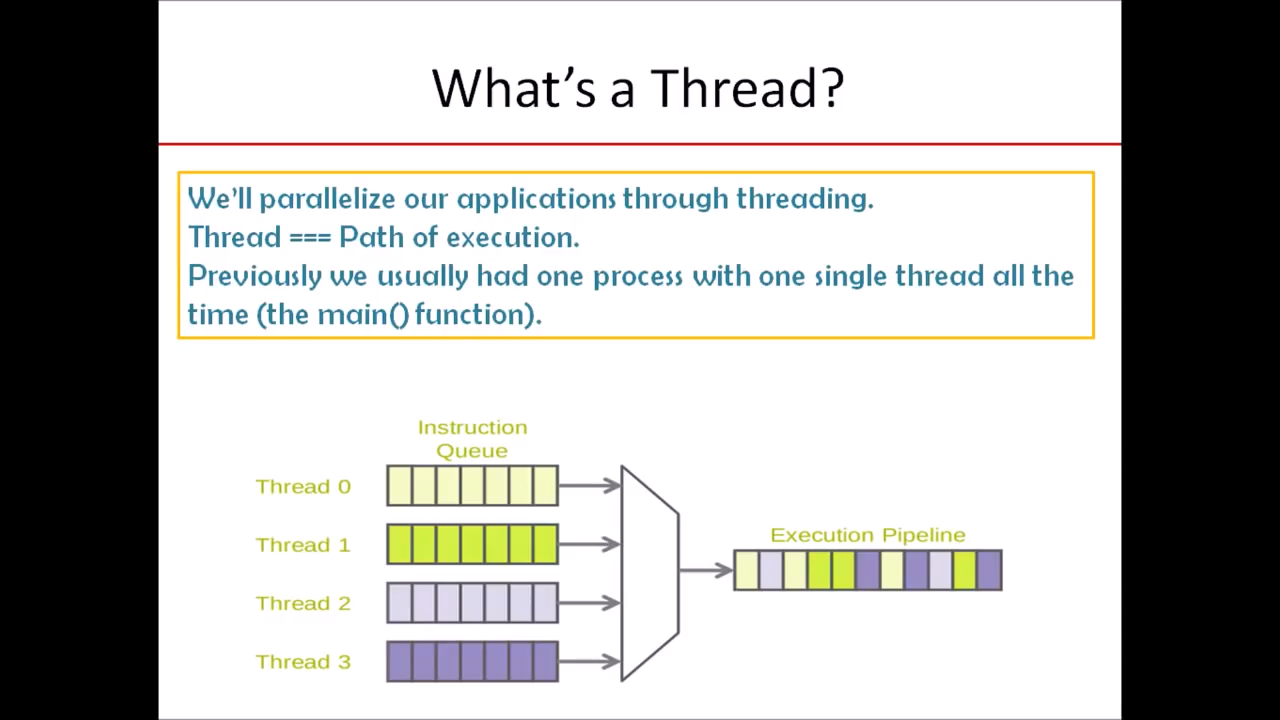 What's a Thread?
We'll parallelize our applications through threading.
Thread === Path of execution.
Previously we usually had one process with one single thread all the
time (the main() function).
Instruction
Queue
Thread 0
Thread 1
Execution Pipeline
Thread 2
Thread 3